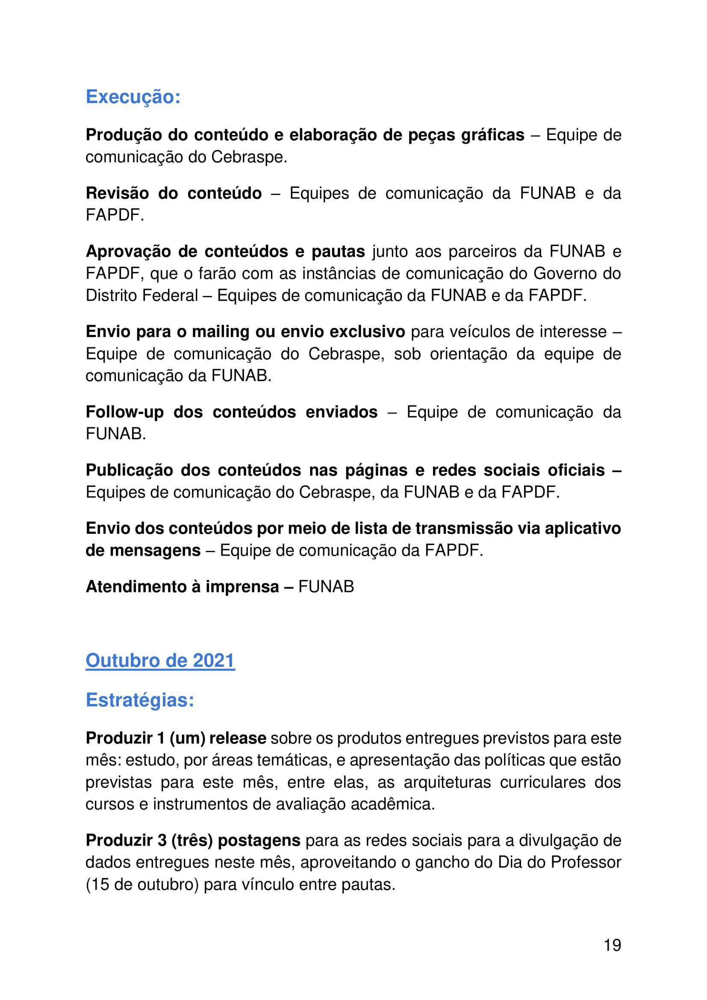 Execução:
Produção do conteúdo e elaboração de peças gráficas – Equipe de
comunicação do Cebraspe.
Revisão do conteúdo – Equipes de comunicação da FUNAB e da
FAPDF.
Aprovação de conteúdos e pautas junto aos parceiros da FUNAB e
FAPDF, que o farão com as instâncias de comunicação do Governo do
Distrito Federal – Equipes de comunicação da FUNAB e da FAPDF.
Envio para o mailing ou envio exclusivo para veículos de interesse –
Equipe de comunicação do Cebraspe, sob orientação da equipe de
comunicação da FUNAB.
Follow-up dos conteúdos enviados – Equipe de comunicação da
FUNAB.
Publicação dos conteúdos nas páginas e redes sociais oficiais –
Equipes de comunicação do Cebraspe, da FUNAB e da FAPDF.
Envio dos conteúdos por meio de lista de transmissão via aplicativo
de mensagens – Equipe de comunicação da FAPDF.
Atendimento à imprensa – FUNAB
Outubro de 2021
Estratégias:
Produzir 1 (um) release sobre os produtos entregues previstos para este
mês: estudo, por áreas temáticas, e apresentação das políticas que estão
previstas para este mês, entre elas, as arquiteturas curriculares dos
cursos e instrumentos de avaliação acadêmica.
Produzir 3 (três) postagens para as redes sociais para a divulgação de
dados entregues neste mês, aproveitando o gancho do Dia do Professor
(15 de outubro) para vínculo entre pautas.
19